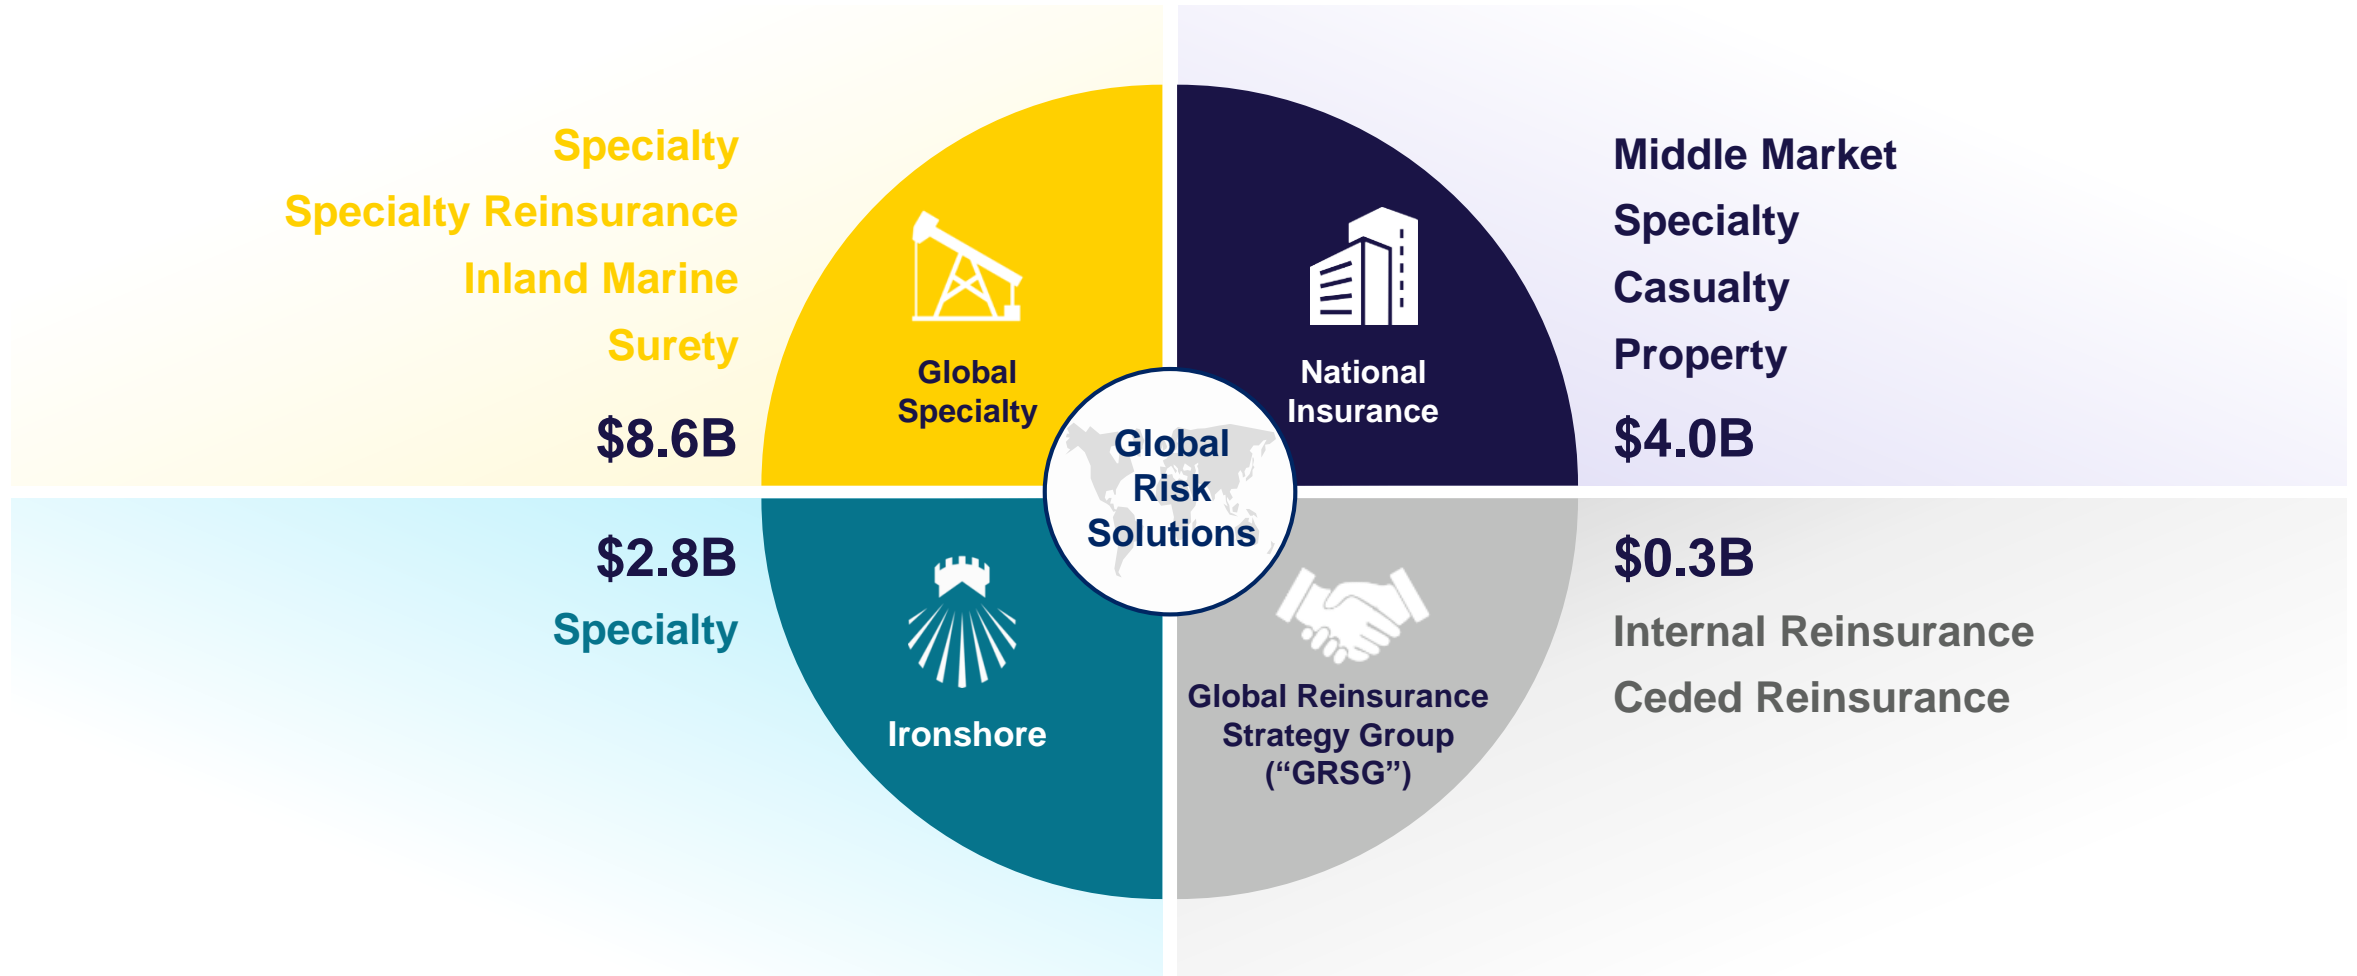 Specialty
Specialty Reinsurance
Inland Marine
Surety
$8.6B
Global
Specialty
National
Insurance
Middle Market
Specialty
Casualty
Property
$4.0B
Global
Risk
Solutions
$2.8B
Specialty
Ironshore
Global Reinsurance
Strategy Group
(“GRSG”)
$0.3B
Internal Reinsurance
Ceded Reinsurance